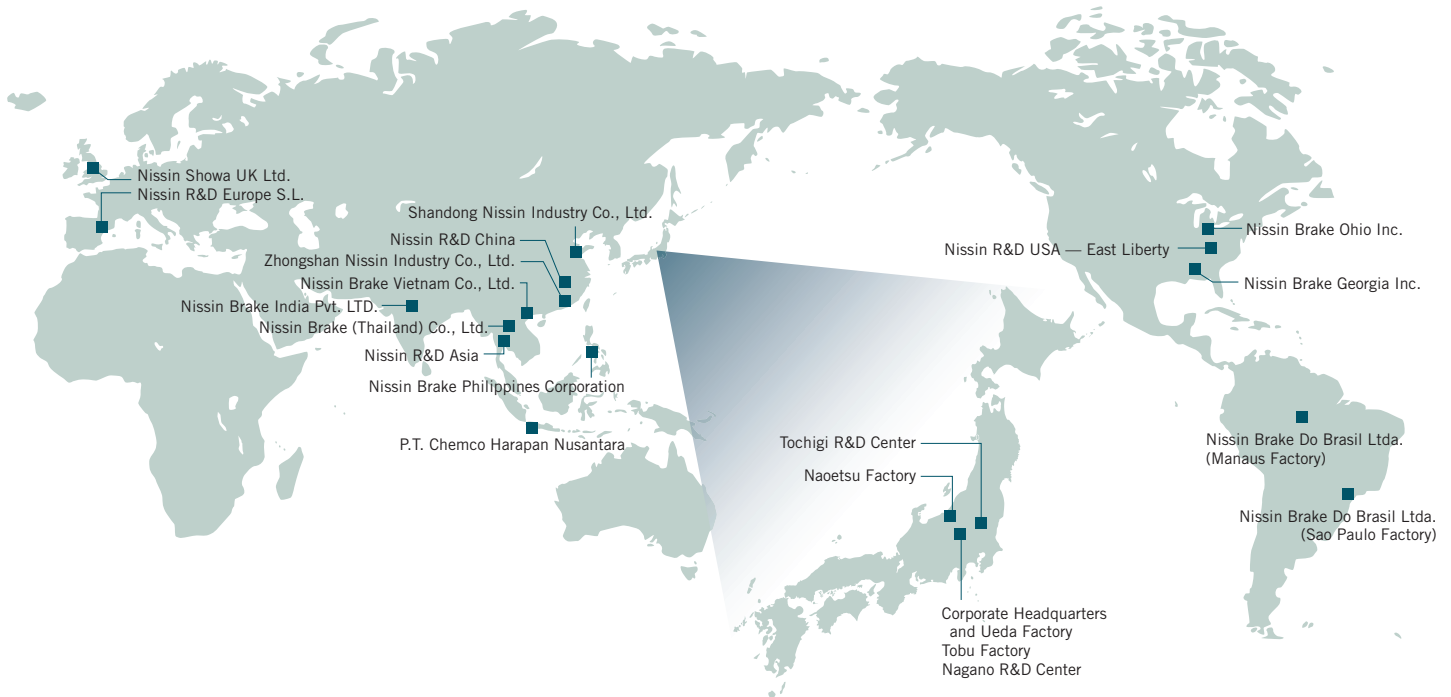 Nissin Showa UK Ltd.
Nissin R&D Europe S.L.
Shandong Nissin Industry Co., Ltd.
Nissin R&D China
Zhongshan Nissin Industry Co., Ltd.
Nissin Brake Vietnam Co., Ltd.
Nissin Brake India Pvt. LTD.
Nissin Brake (Thailand) Co., Ltd.
Nissin R&D Asia
Nissin Brake Philippines Corporation
P.T. Chemco Harapan Nusantara
Nissin Brake Ohio Inc.
Nissin R&D USA — East Liberty
Nissin Brake Georgia Inc.
Tochigi R&D Center
Naoetsu Factory
Corporate Headquarters
and Ueda Factory
Tobu Factory
Nagano R&D Center
Nissin Brake Do Brasil Ltda.
(Manaus Factory)
Nissin Brake Do Brasil Ltda.
(Sao Paulo Factory)